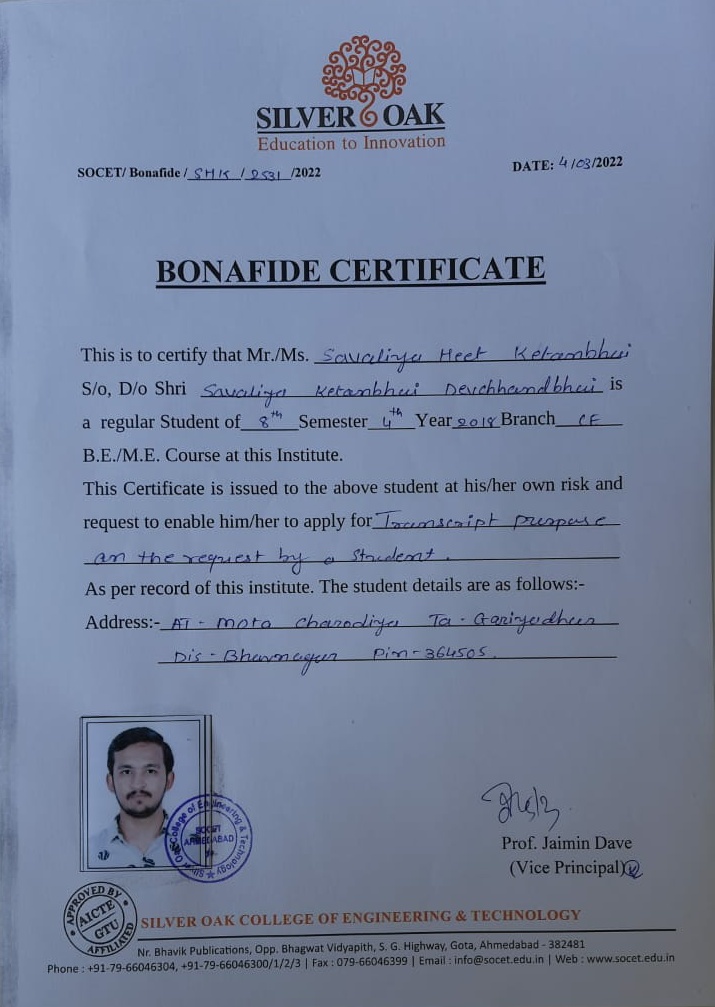 SILVER OAK
Education to Innovation
SOCET/ Bonafide / SHK / 2531 /2022
DATE: 4/03/2022
BONAFIDE CERTIFICATE
This is to certify that Mr./Ms. Savaliya Heet Ketanbhai
S/o, D/o Shri Savaliya Ketanbhai Devchhandbhai is
a regular Student of 8th Semester 4th Year 2018 Branch CE
B.E./M.E. Course at this Institute.
This Certificate is issued to the above student at his/her own risk and
request to enable him/her to apply for Transcript purpose
on the request by a student.
As per record of this institute. The student details are as follows:-
Address:- AT - Mota Charodiya Ta - Gariyadhar
Dis - Bhavnagar Pin - 364505.
Silver Oak College of Engineering & Technology
SOCET
AHMEDABAD
Prof. Jaimin Dave
(Vice Principal)
APPROVED BY
AICTE
GTU
AFFILIATED
SILVER OAK COLLEGE OF ENGINEERING & TECHNOLOGY
Nr. Bhavik Publications, Opp. Bhagwat Vidyapith, S. G. Highway, Gota, Ahmedabad - 382481
Phone : +91-79-66046304, +91-79-66046300/1/2/3 | Fax : 079-66046399 | Email : info@socet.edu.in | Web : www.socet.edu.in